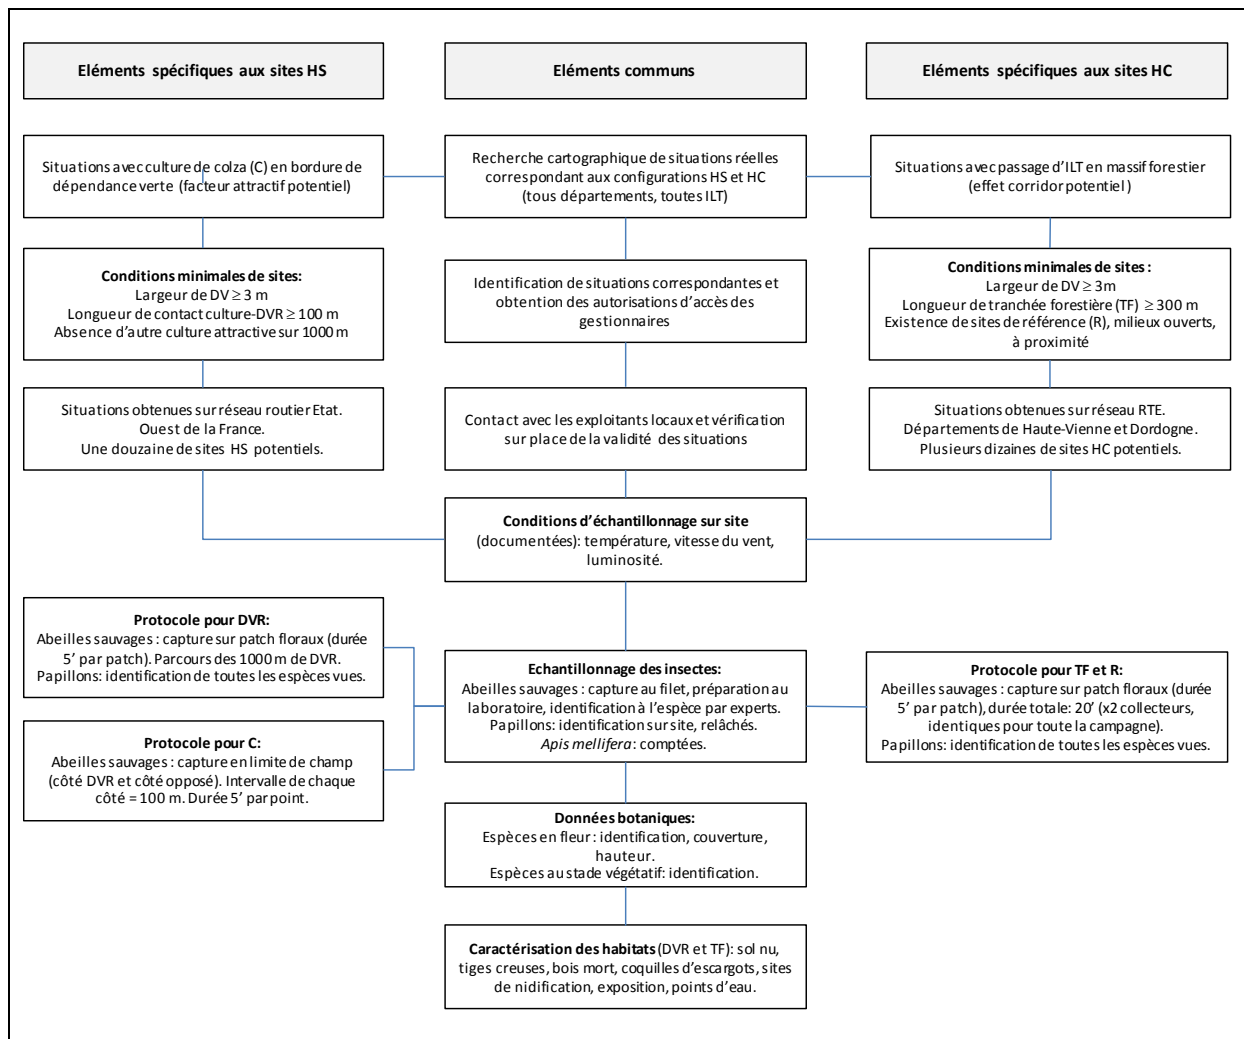 Eléments spécifiques aux sites HS
Eléments communs
Eléments spécifiques aux sites HC
Situations avec culture de colza (C) en bordure de
dépendance verte (facteur attractif potentiel)
Recherche cartographique de situations réelles
correspondant aux configurations HS et HC
(tous départements, toutes ILT)
Situations avec passage d'ILT en massif forestier
(effet corridor potentiel )
Conditions minimales de sites:
Largeur de DV ≥ 3 m
Longueur de contact culture-DVR ≥ 100 m
Absence d'autre culture attractive sur 1000 m
Identification de situations correspondantes et
obtention des autorisations d'accès des
gestionnaires
Conditions minimales de sites :
Largeur de DV ≥ 3m
Longueur de tranchée forestière (TF) ≥ 300 m
Existence de sites de référence (R), milieux ouverts,
à proximité
Situations obtenues sur réseau routier Etat.
Ouest de la France.
Une douzaine de sites HS potentiels.
Contact avec les exploitants locaux et vérification
sur place de la validité des situations
Situations obtenues sur réseau RTE.
Départements de Haute-Vienne et Dordogne.
Plusieurs dizaines de sites HC potentiels.
Conditions d'échantillonnage sur site
(documentées): température, vitesse du vent,
luminosité.
Protocole pour DVR:
Abeilles sauvages : capture sur patch floraux (durée
5' par patch). Parcours des 1000 m de DVR.
Papillons: identification de toutes les espèces vues.
Echantillonnage des insectes:
Abeilles sauvages : capture au filet, préparation au
laboratoire, identification à l'espèce par experts.
Papillons: identification sur site, relâchés.
Apis mellifera: comptées.
Protocole pour TF et R:
Abeilles sauvages : capture sur patch floraux (durée
5' par patch), durée totale: 20' (x2 collecteurs,
identiques pour toute la campagne).
Papillons: identification de toutes les espèces vues.
Protocole pour C:
Abeilles sauvages : capture en limite de champ
(côté DVR et côté opposé). Intervalle de chaque
côté = 100 m. Durée 5' par point.
Données botaniques:
Espèces en fleur : identification, couverture,
hauteur.
Espèces au stade végétatif: identification.
Caractérisation des habitats (DVR et TF): sol nu,
tiges creuses, bois mort, coquilles d'escargots, sites
de nidification, exposition, points d'eau.